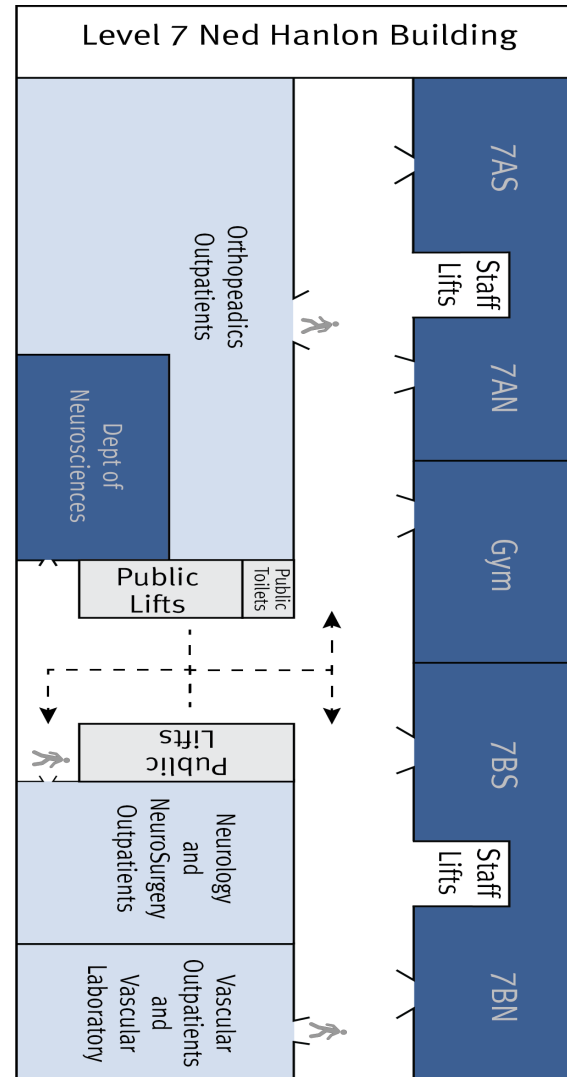 Level 7 Ned Hanlon Building
7AS
Staff
Lifts
Orthopeadics
Outpatients
7AN
Dept of
Neurosciences
Gym
Public
Lifts
Public
Toilets
Public
Lifts
7BS
Neurology
and
NeuroSurgery
Outpatients
Staff
Lifts
Vascular
Outpatients
and
Vascular
Laboratory
7BN